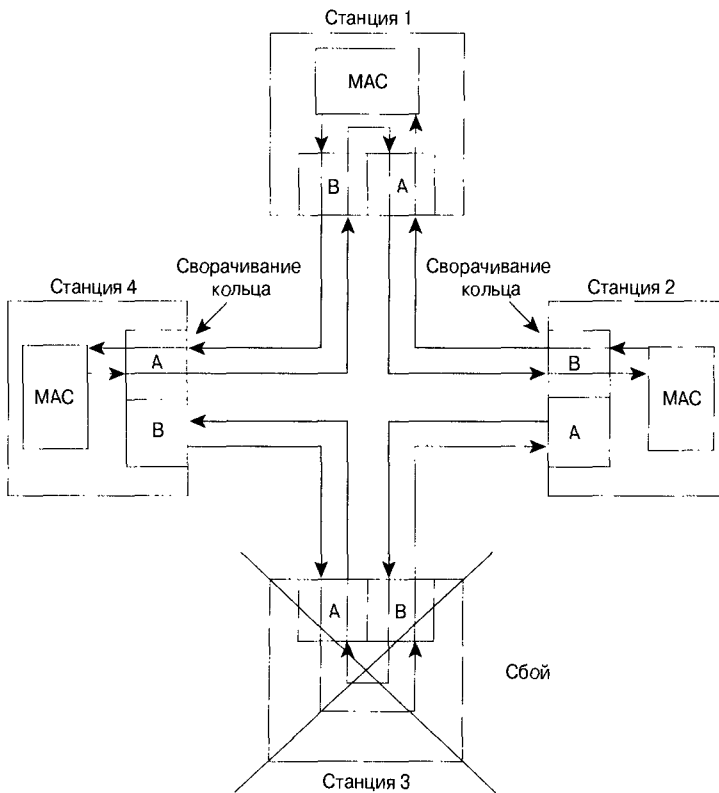 Станция 1
MAC
B
A
Сворачивание
кольца
Сворачивание
кольца
Станция 4
Станция 2
A
B
MAC
MAC
B
A
A
B
Сбой
Станция 3